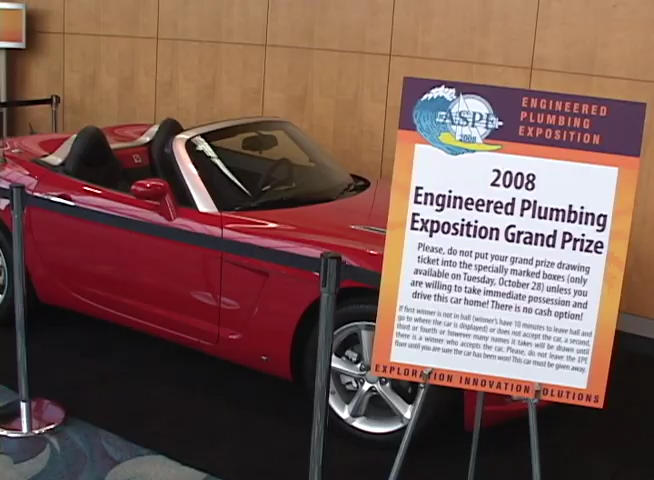 ASPE
2008
ENGINEERED
PLUMBING
EXPOSITION
2008
Engineered Plumbing
Exposition Grand Prize
Please, do not put your grand prize drawing
ticket into the specially marked boxes (only
available on Tuesday, October 28) unless you
are willing to take immediate possession and
drive this car home! There is no cash option!
If first winner is not in hall (winner's have 10 minutes to leave hall and
go to where the car is displayed) or does not accept the car, a second,
third or fourth or however many names it takes will be drawn until
there is a winner who accepts the car. Please, do not leave the EPE
floor until you are sure the car has been won! This car must be given away.
EXPLORATION INNOVATION SOLUTIONS